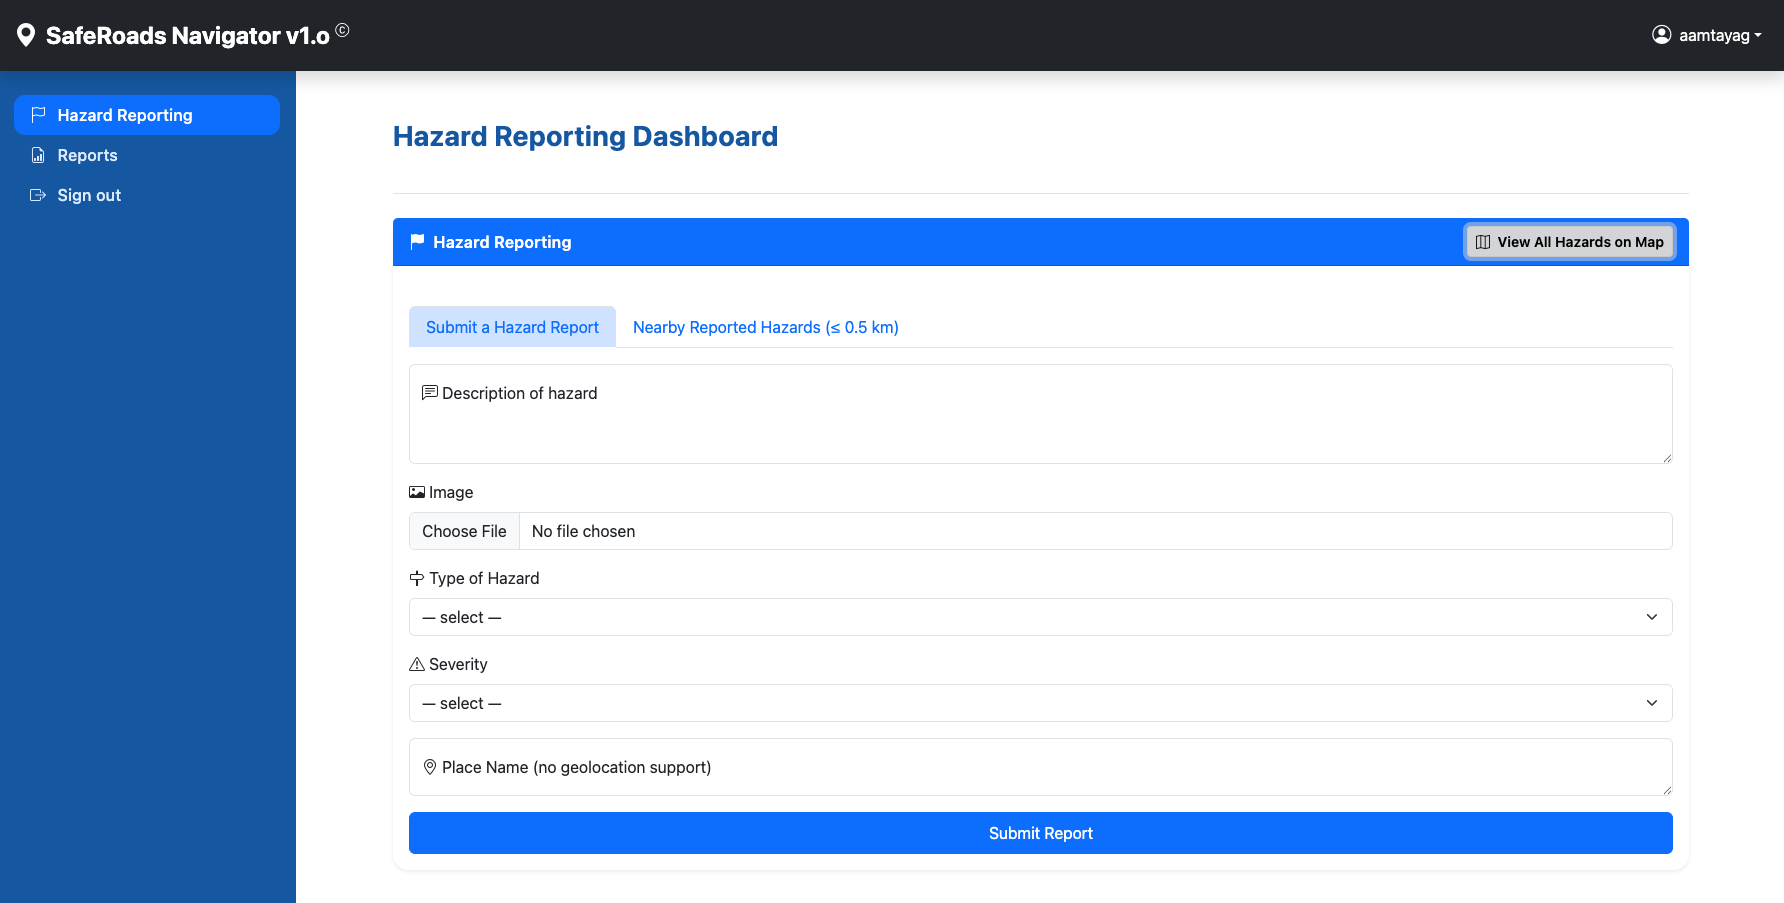 SafeRoads Navigator v1.o ©
aamtayag
Hazard Reporting
Reports
Sign out
Hazard Reporting Dashboard
Hazard Reporting
View All Hazards on Map
Submit a Hazard Report
Nearby Reported Hazards (≤ 0.5 km)
Description of hazard
Image
Choose File No file chosen
Type of Hazard
— select —
Severity
— select —
Place Name (no geolocation support)
Submit Report